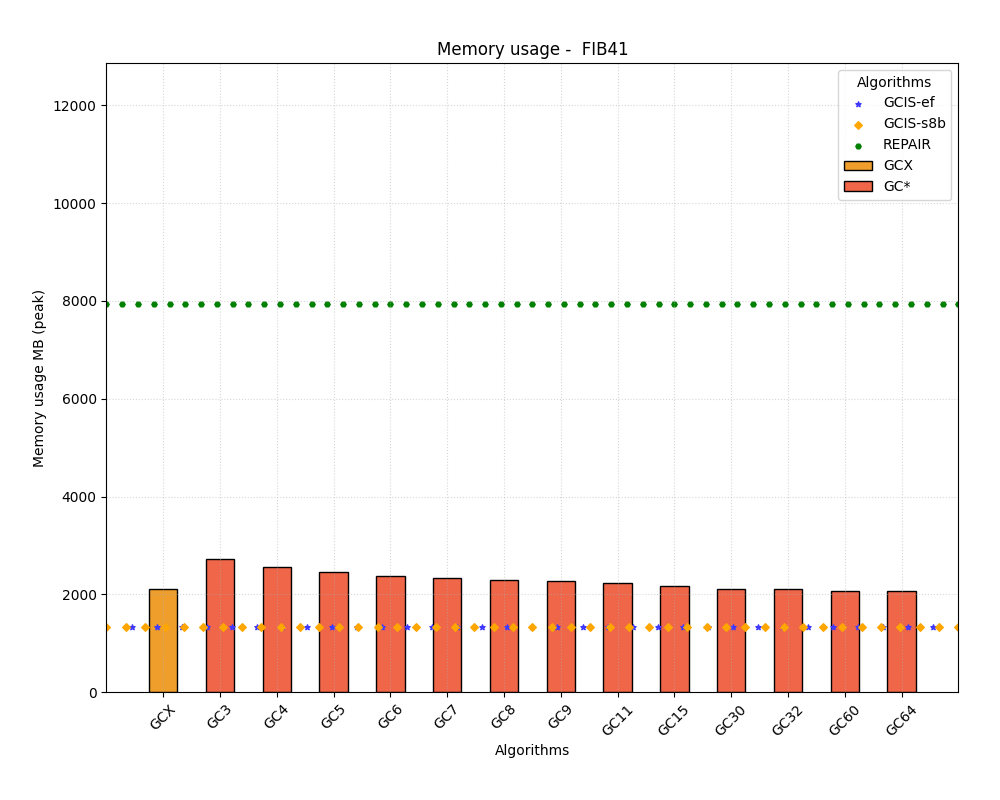 Memory usage -  FIB41
Algorithms
GCIS-ef
GCIS-s8b
REPAIR
GCX
GC*
Memory usage MB (peak)
12000
10000
8000
6000
4000
2000
0
GCX
GC3
GC4
GC5
GC6
GC7
GC8
GC9
GC11
GC15
GC30
GC32
GC60
GC64
Algorithms